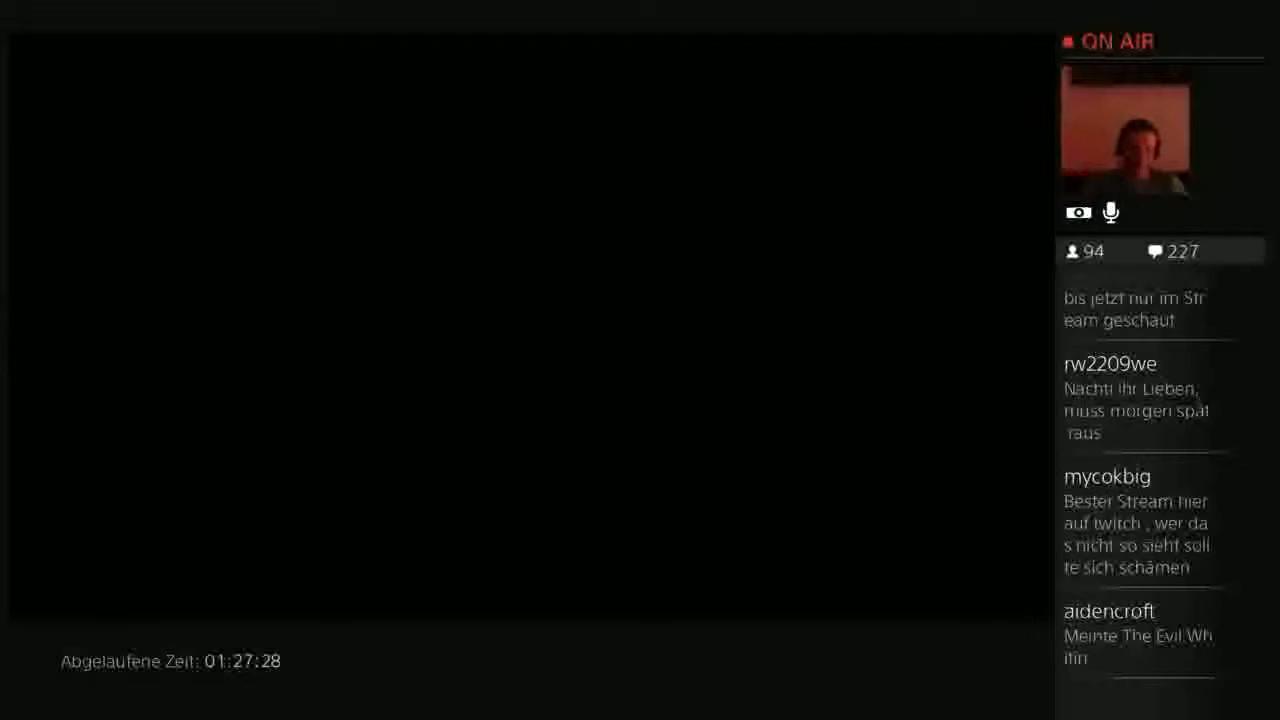 ON AIR
94 227
bis jetzt nur im Str
eam geschaut
rw2209we
Nachti ihr Lieben,
muss morgen spät
raus
mycokbig
Bester Stream hier
auf twitch , wer da
s nicht so sieht soll
te sich schämen
aidencroft
Meinte The Evil Wh
itin
Abgelaufene Zeit: 01:27:28